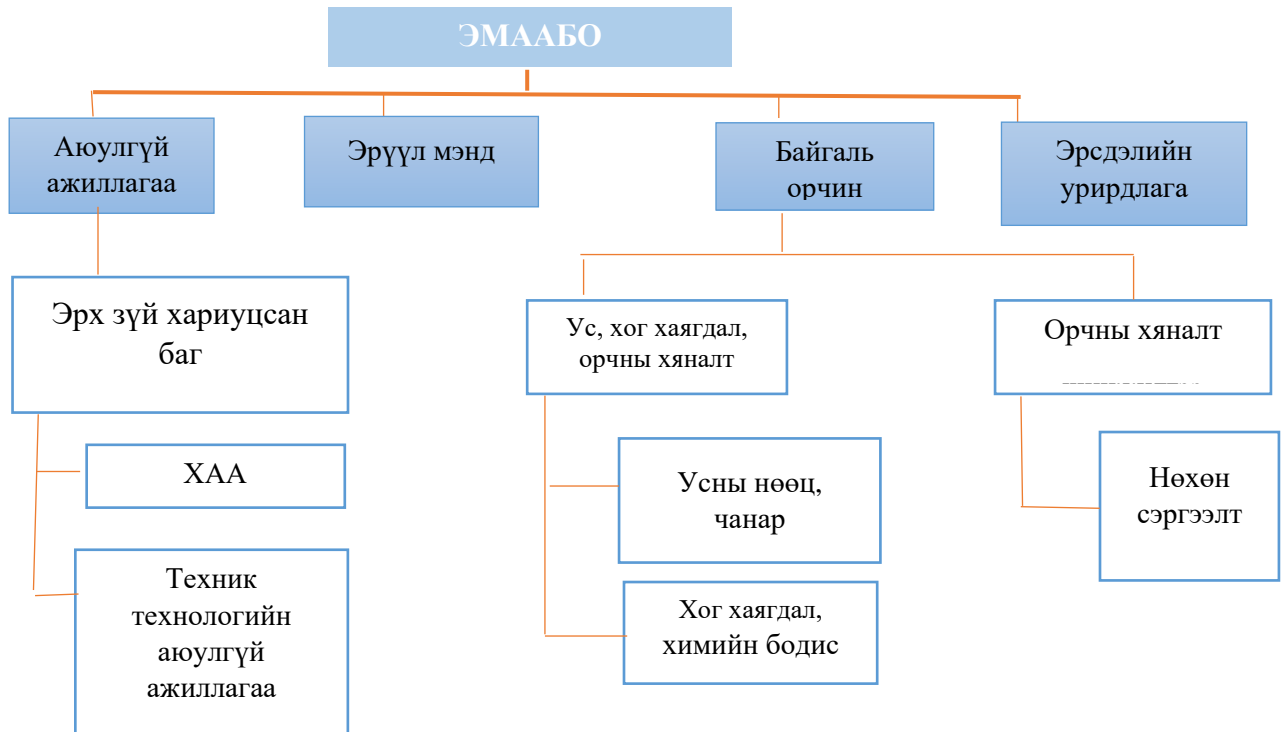 ЭМААБО
Аюулгүй
ажиллагаа
Эрүүл мэнд
Байгаль
орчин
Эрсдэлийн
урирдлага
Эрх зүй хариуцсан
баг
Ус, хог хаягдал,
орчны хяналт
Орчны хяналт
ХАА
Усны нөөц,
чанар
Нөхөн
сэргээлт
Техник
технологийн
аюулгүй
ажиллагаа
Хог хаягдал,
химийн бодис